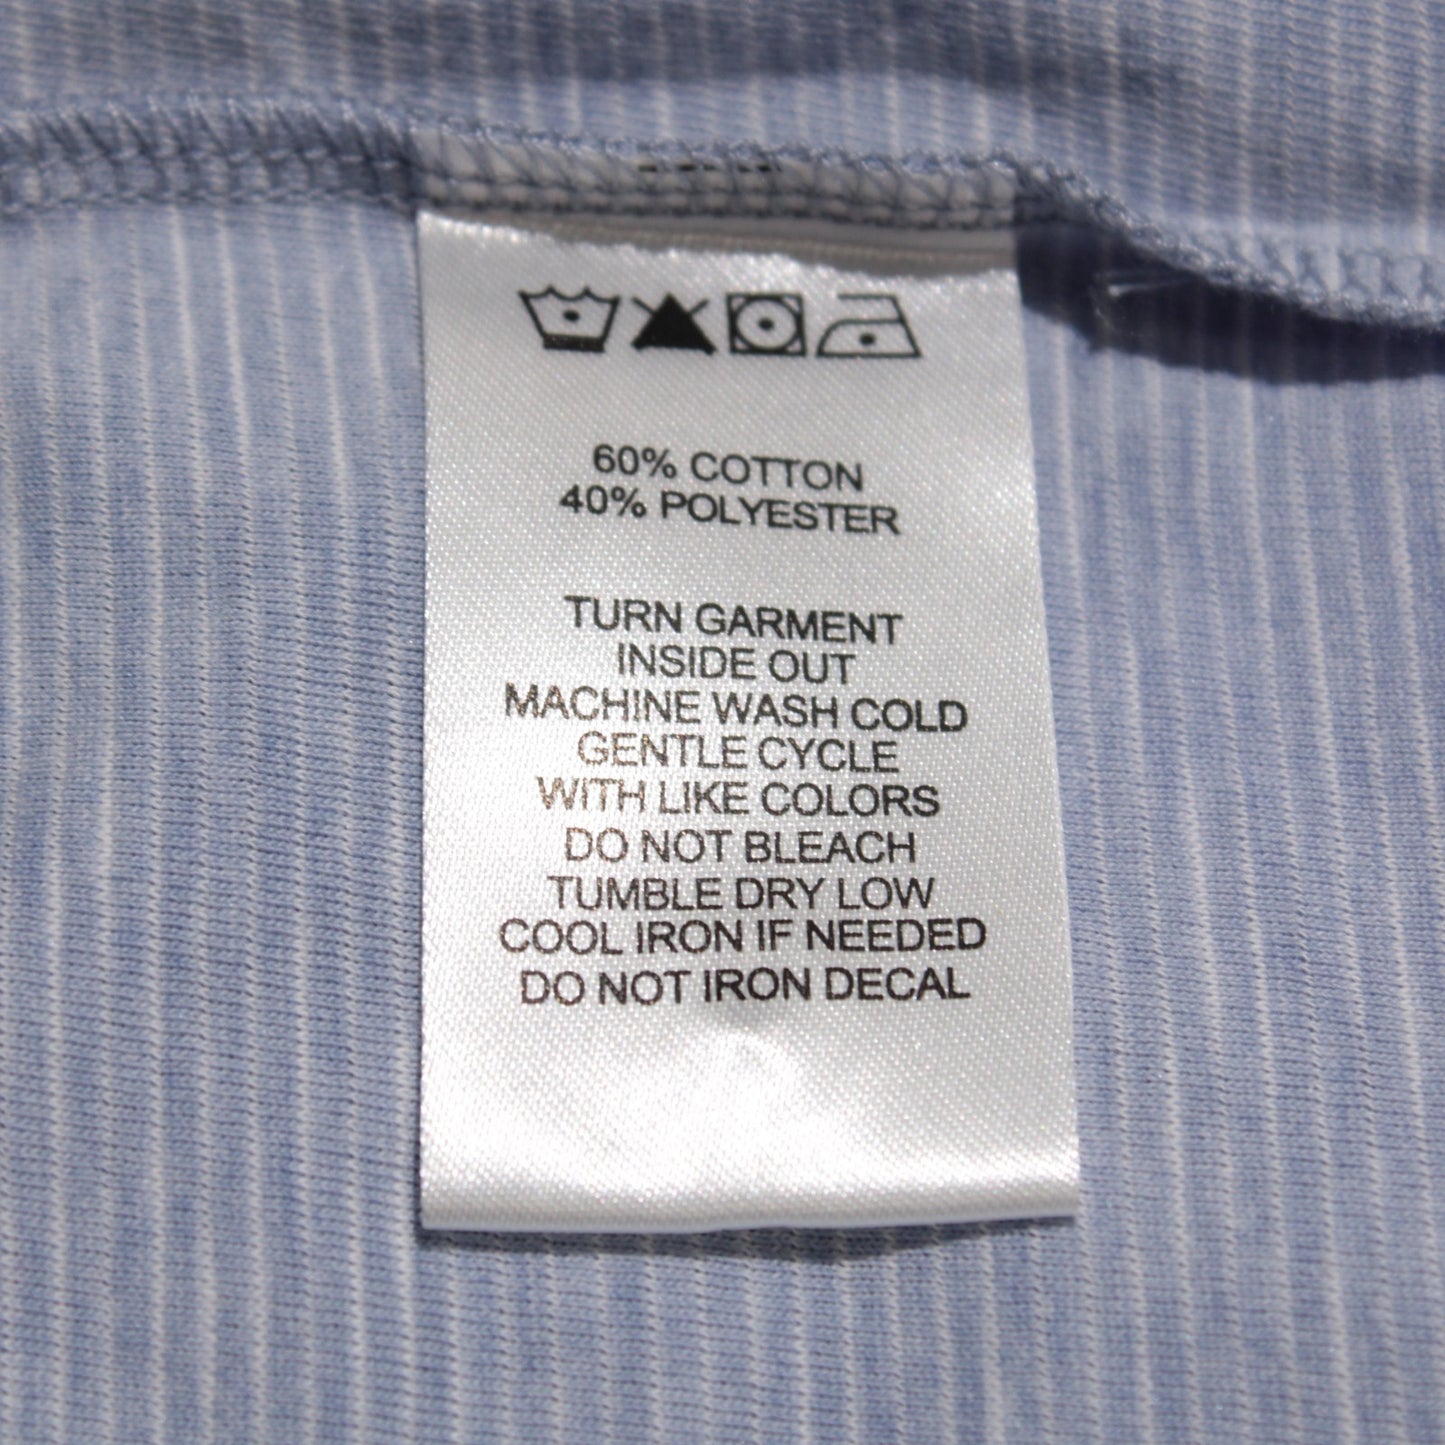 60% COTTON
40% POLYESTER
TURN GARMENT
INSIDE OUT
MACHINE WASH COLD
GENTLE CYCLE
WITH LIKE COLORS
DO NOT BLEACH
TUMBLE DRY LOW
COOL IRON IF NEEDED
DO NOT IRON DECAL